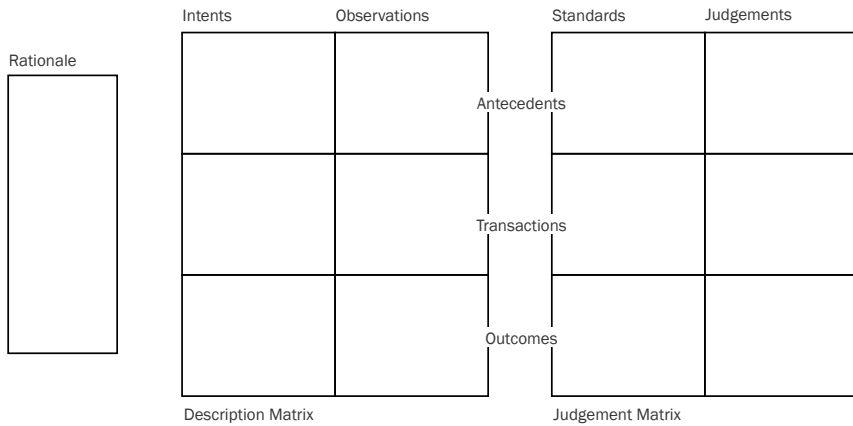 Intents
Observations
Standards
Judgements
Rationale
Antecedents
Transactions
Outcomes
Description Matrix
Judgement Matrix